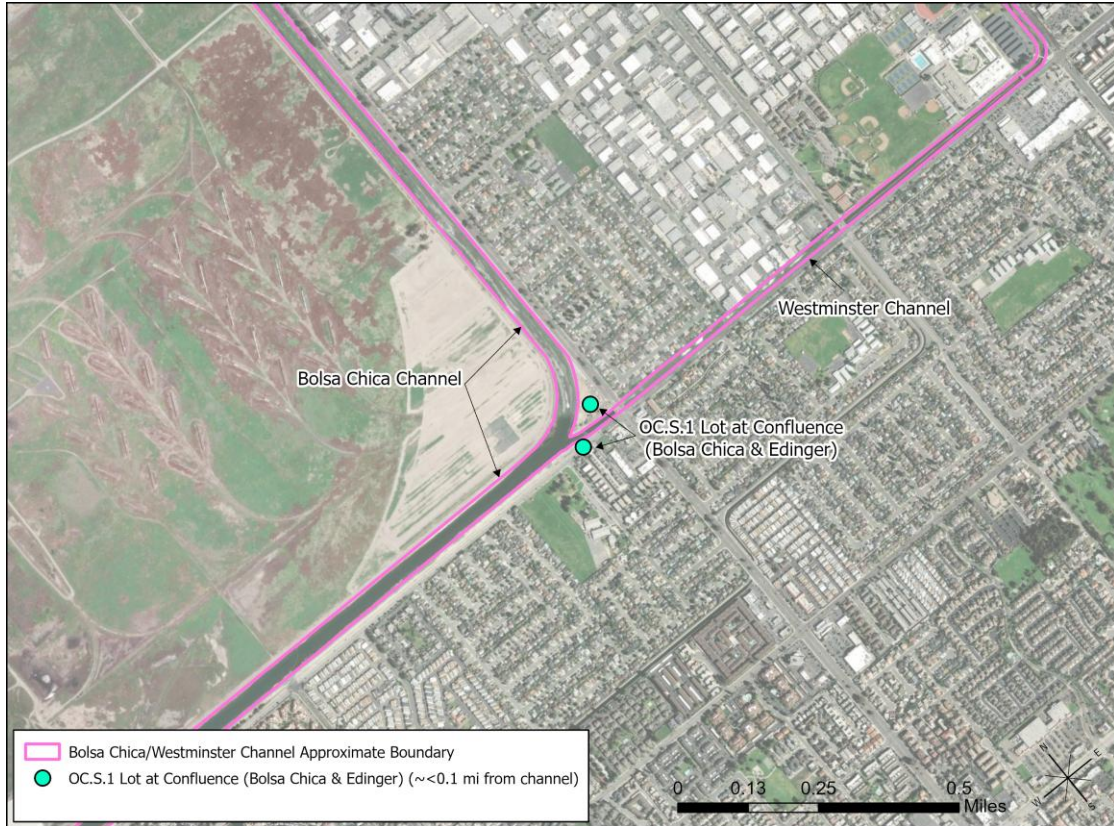 Westminster Channel
Bolsa Chica Channel
OC.S.1 Lot at Confluence
(Bolsa Chica & Edinger)
Bolsa Chica/Westminster Channel Approximate Boundary
OC.S.1 Lot at Confluence (Bolsa Chica & Edinger) (~<0.1 mi from channel)
0 0.13 0.25 0.5
Miles
N E
W S